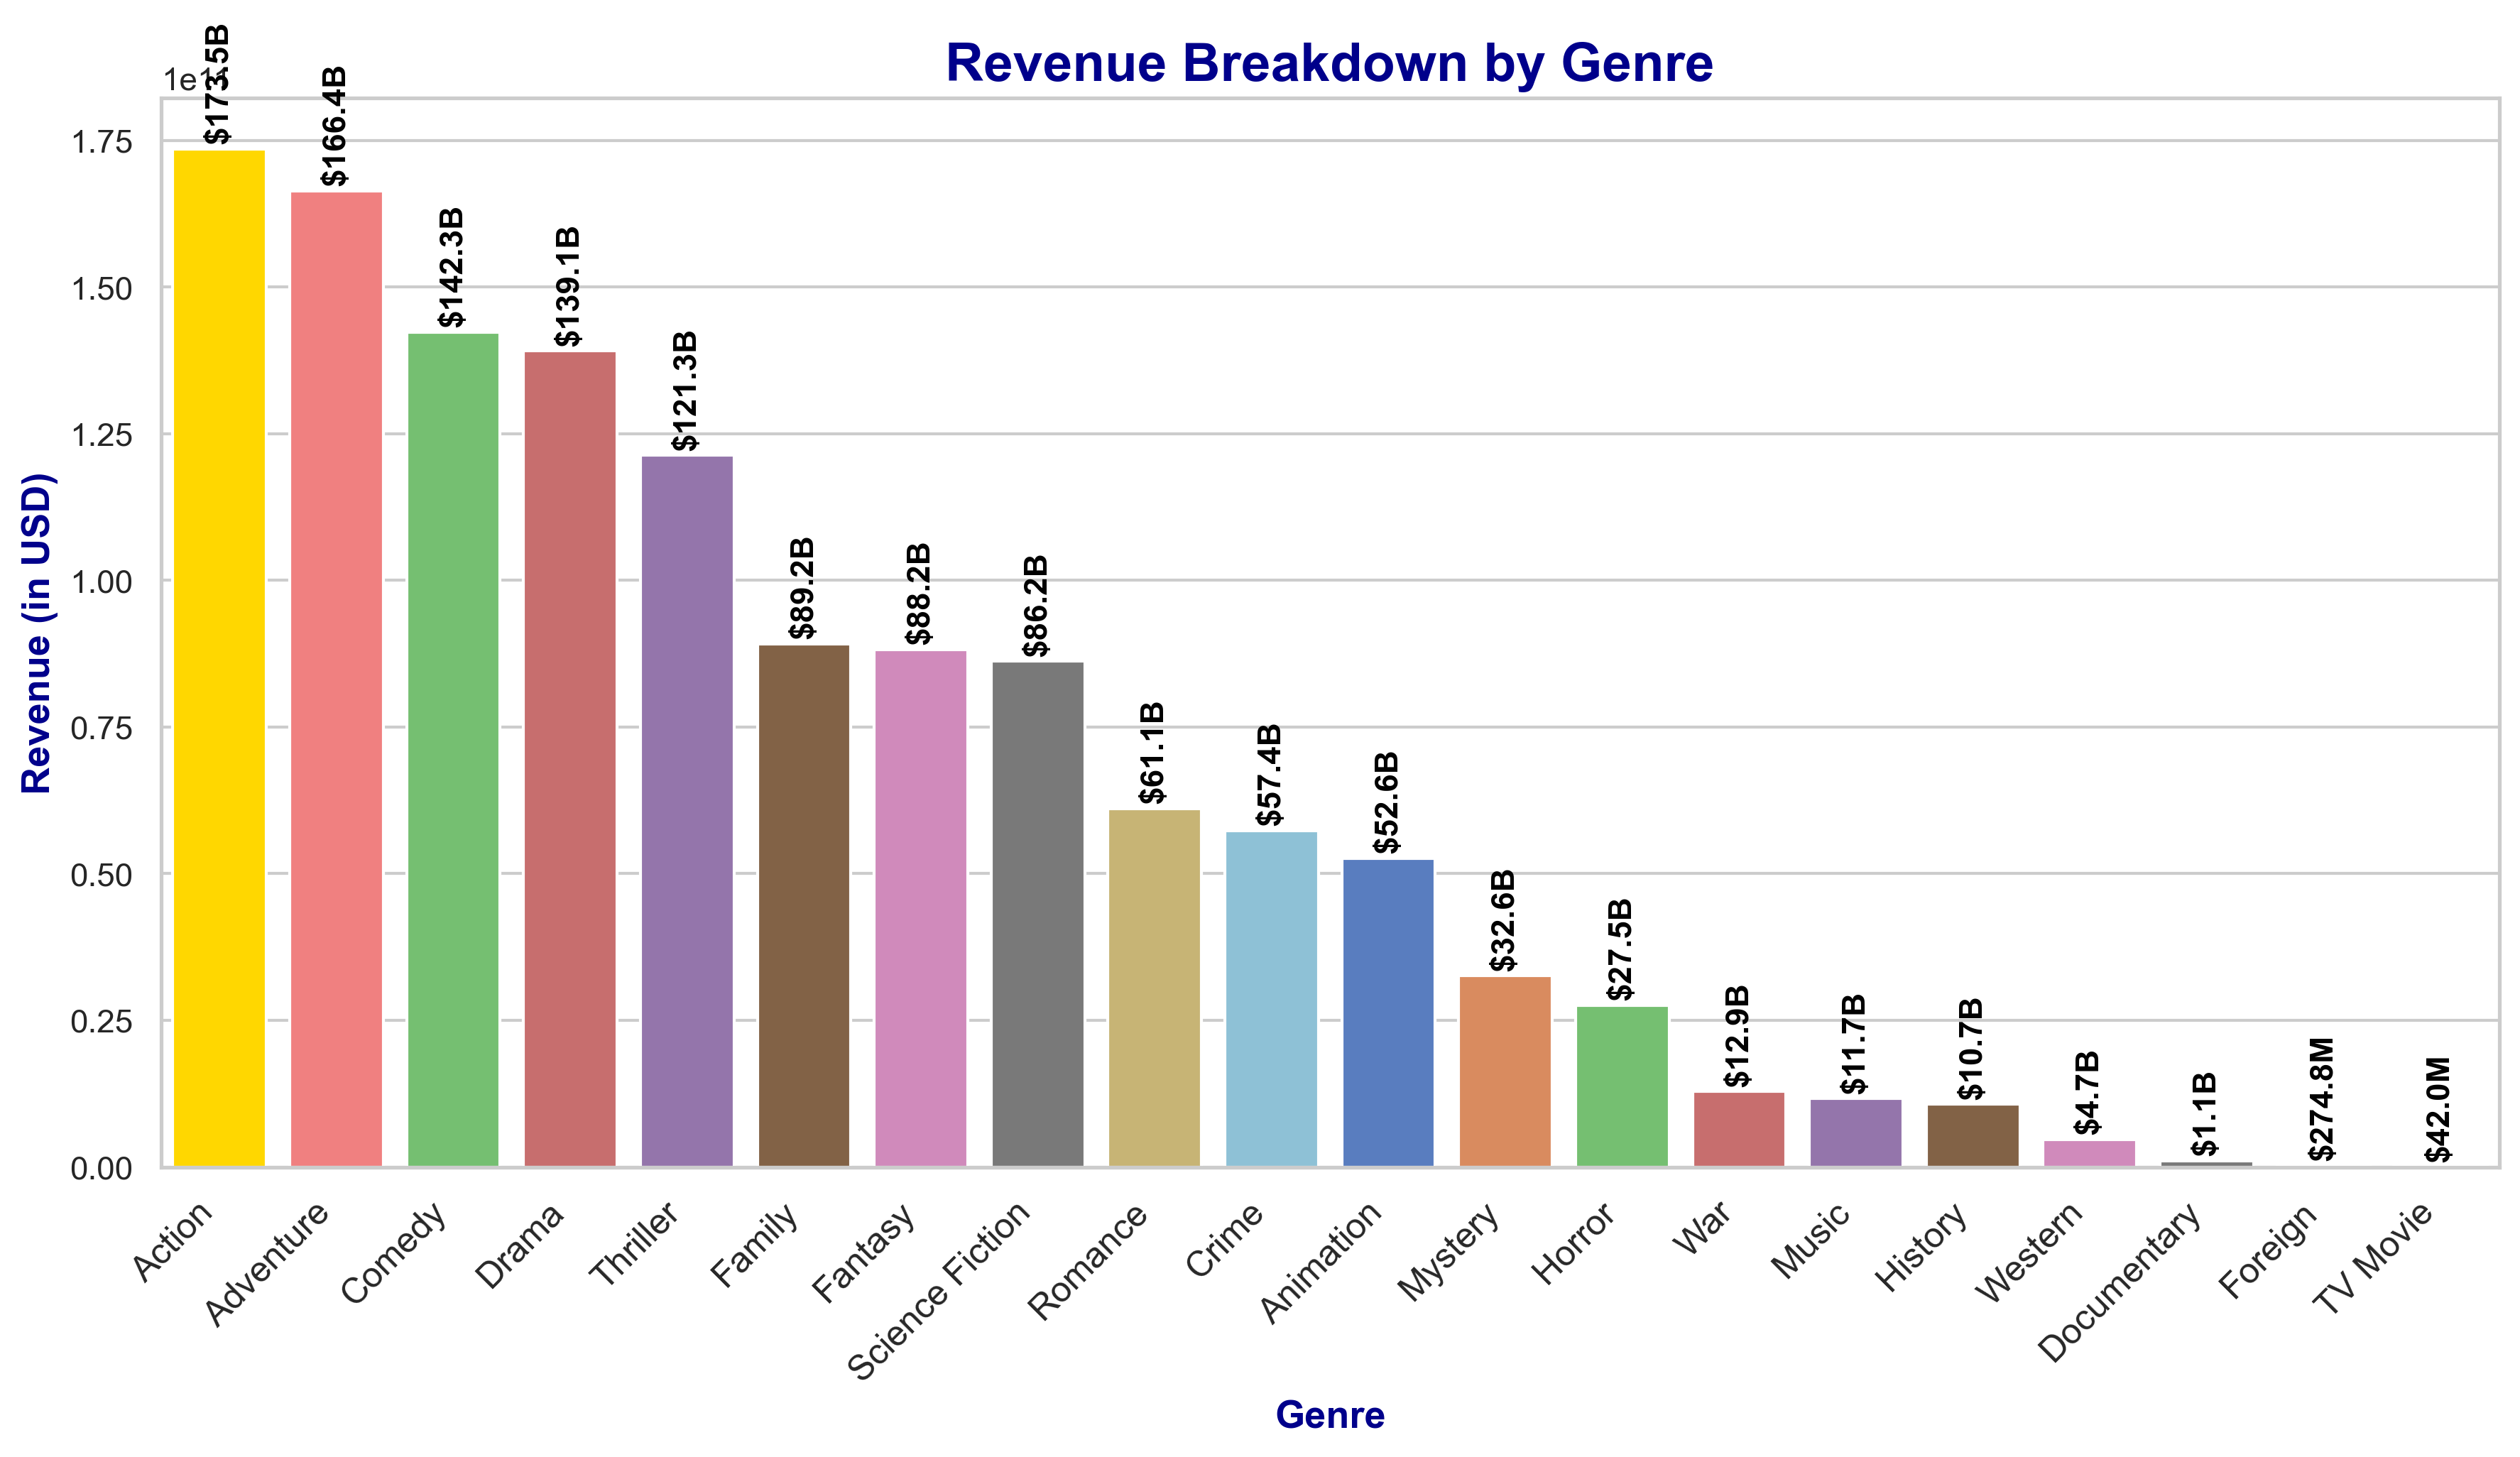 Revenue Breakdown by Genre
1e11
Revenue (in USD)
1.75
1.50
1.25
1.00
0.75
0.50
0.25
0.00
$173.5B
$166.4B
$142.3B
$139.1B
$121.3B
$89.2B
$88.2B
$86.2B
$61.1B
$57.4B
$52.6B
$32.6B
$27.5B
$12.9B
$11.7B
$10.7B
$4.7B
$1.1B
$274.8M
$42.0M
Action
Adventure
Comedy
Drama
Thriller
Family
Fantasy
Science Fiction
Romance
Crime
Animation
Mystery
Horror
War
Music
History
Western
Documentary
Foreign
TV Movie
Genre